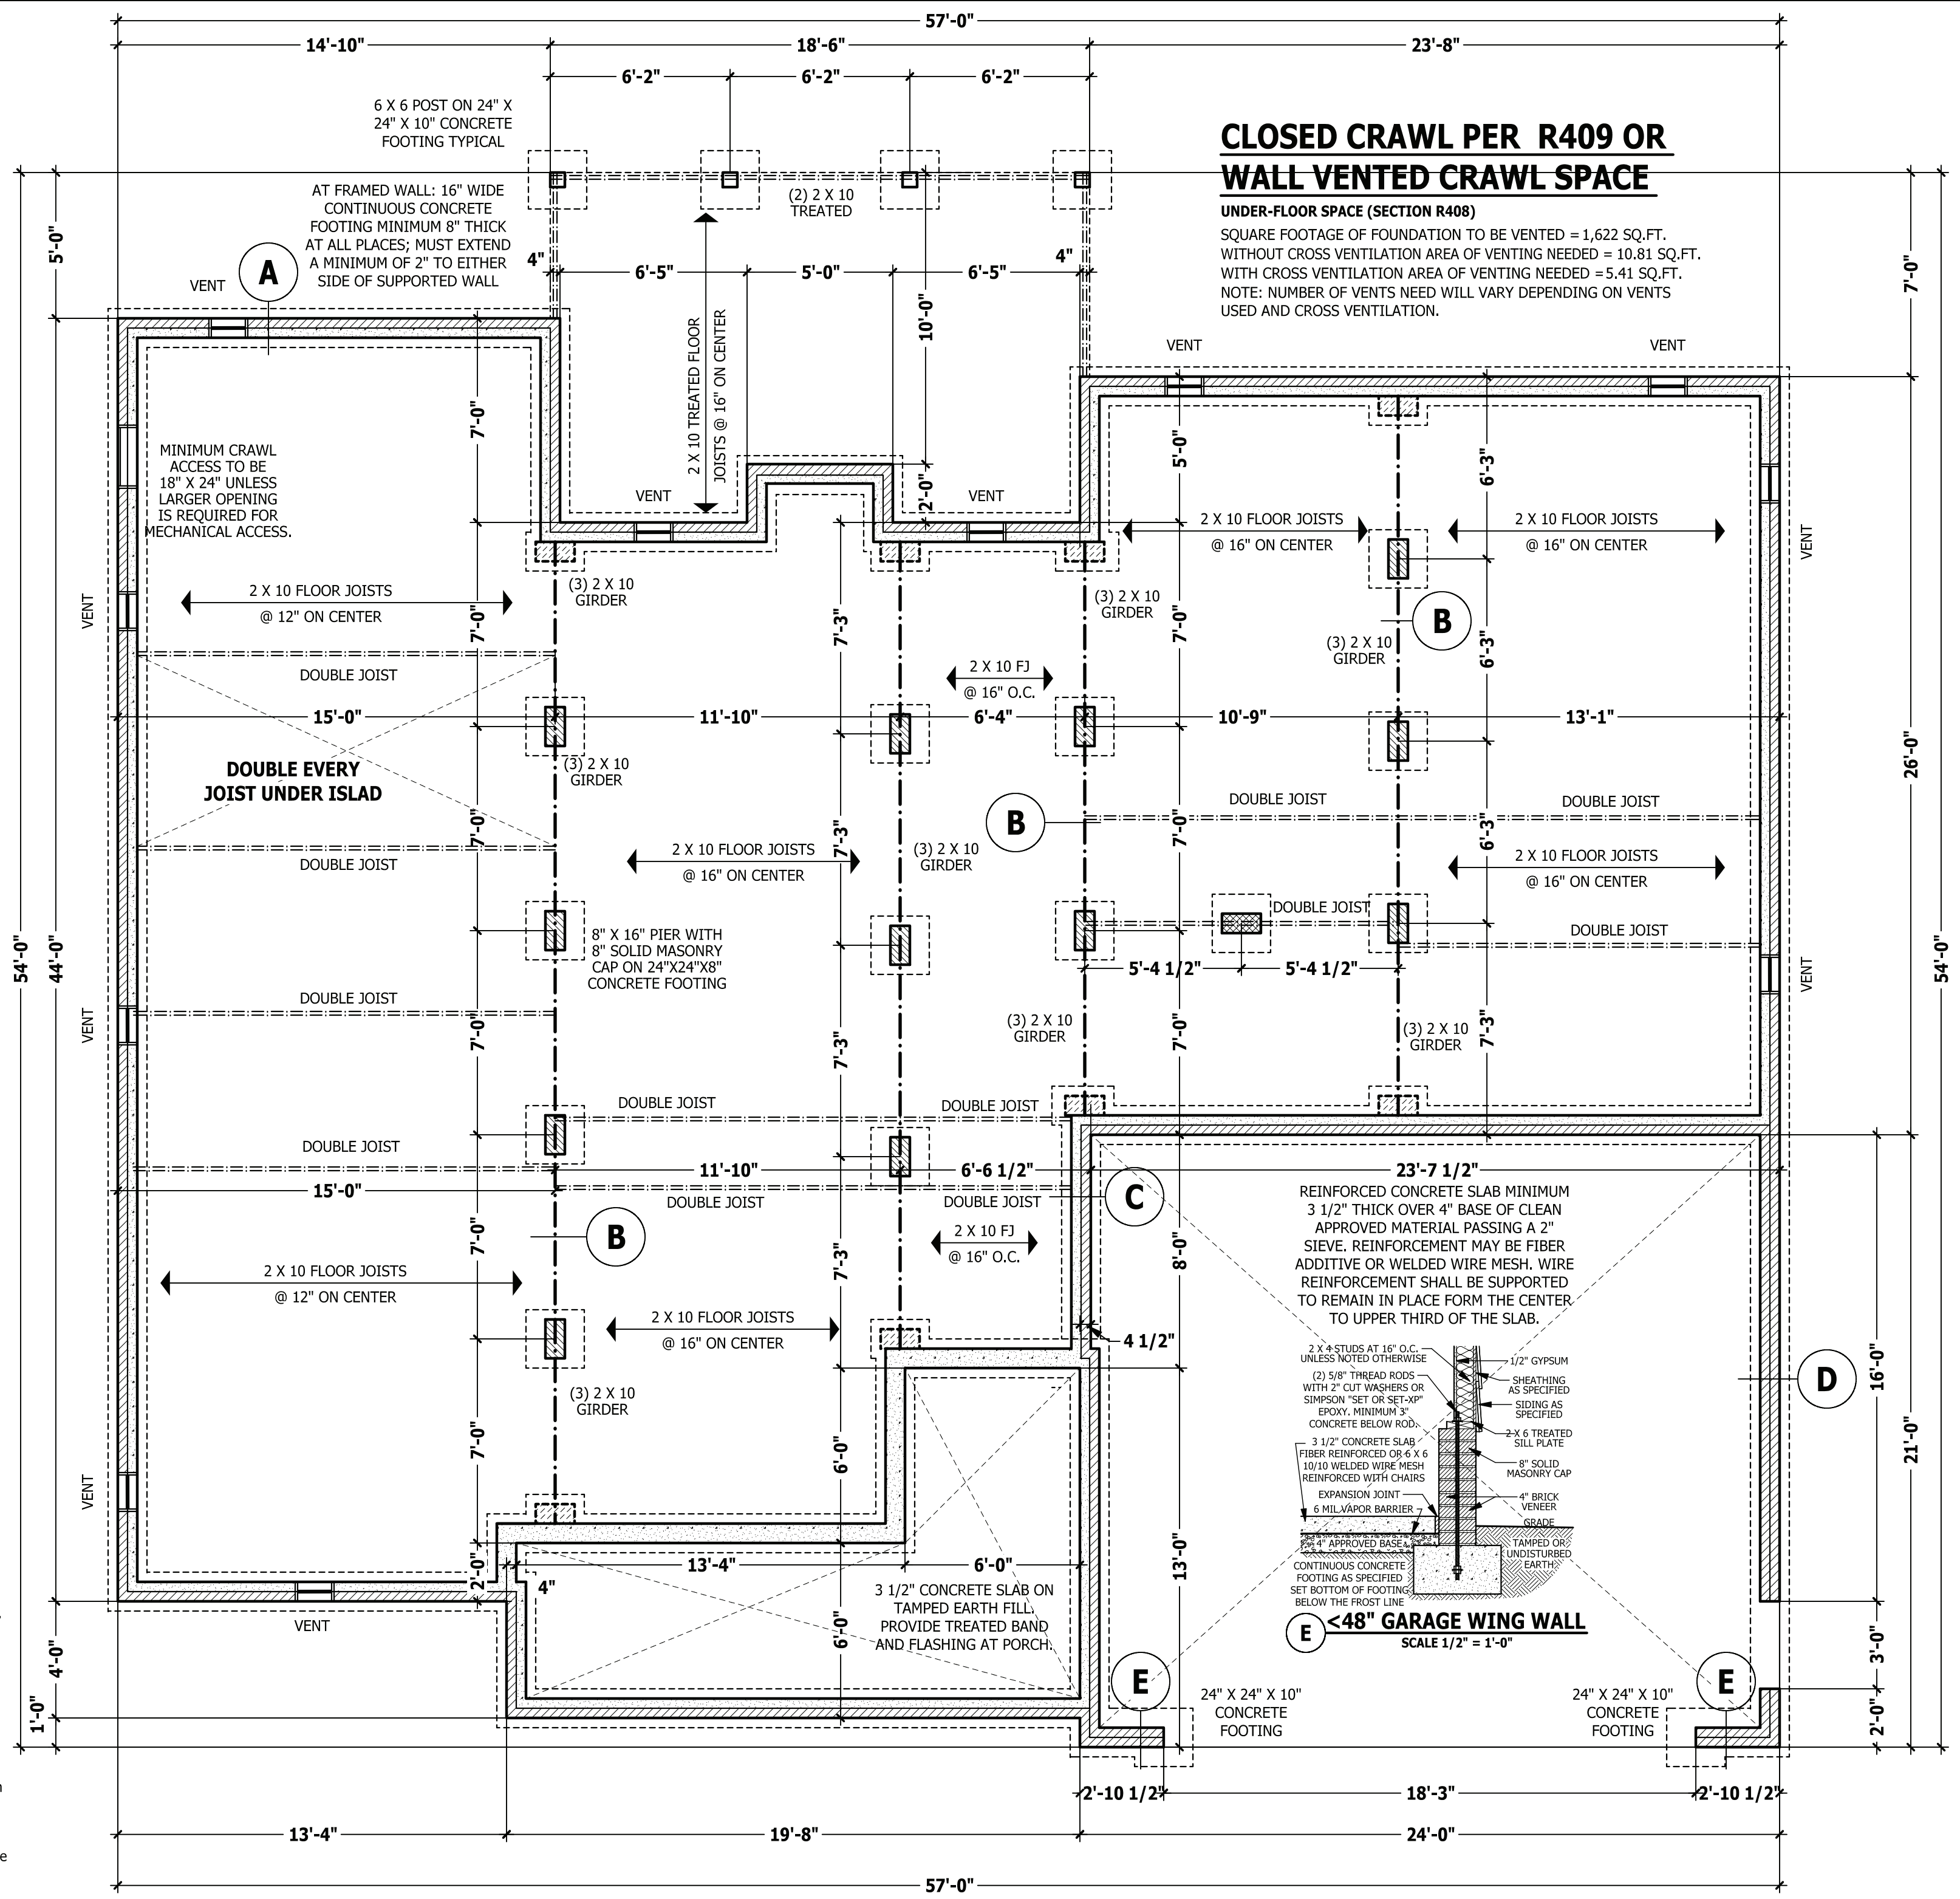 57'-0"
14'-10"
18'-6"
23'-8"
6'-2"
6'-2"
6'-2"
6 X 6 POST ON 24" X
24" X 10" CONCRETE
FOOTING TYPICAL
CLOSED CRAWL PER R409 OR
WALL VENTED CRAWL SPACE
UNDER-FLOOR SPACE (SECTION R408)
SQUARE FOOTAGE OF FOUNDATION TO BE VENTED = 1,622 SQ.FT.
WITHOUT CROSS VENTILATION AREA OF VENTING NEEDED = 10.81 SQ.FT.
WITH CROSS VENTILATION AREA OF VENTING NEEDED = 5.41 SQ.FT.
NOTE: NUMBER OF VENTS NEED WILL VARY DEPENDING ON VENTS
USED AND CROSS VENTILATION.
AT FRAMED WALL: 16" WIDE
CONTINUOUS CONCRETE
FOOTING MINIMUM 8" THICK
AT ALL PLACES; MUST EXTEND
A MINIMUM OF 2" TO EITHER
SIDE OF SUPPORTED WALL
(2) 2 X 10
TREATED
5'-0"
7'-0"
4"
4"
6'-5"
5'-0"
6'-5"
10'-0"
A
VENT
2 X 10 TREATED FLOOR
JOISTS @ 16" ON CENTER
VENT
VENT
7'-0"
5'-0"
6'-3"
MINIMUM CRAWL
ACCESS TO BE
18" X 24" UNLESS
LARGER OPENING
IS REQUIRED FOR
MECHANICAL ACCESS.
VENT
VENT
2'-0"
2 X 10 FLOOR JOISTS
@ 16" ON CENTER
2 X 10 FLOOR JOISTS
@ 16" ON CENTER
VENT
VENT
2 X 10 FLOOR JOISTS
@ 12" ON CENTER
(3) 2 X 10
GIRDER
(3) 2 X 10
GIRDER
(3) 2 X 10
GIRDER
B
7'-0"
7'-3"
7'-0"
6'-3"
2 X 10 FJ
@ 16" O.C.
DOUBLE JOIST
15'-0"
11'-10"
6'-4"
10'-9"
13'-1"
26'-0"
DOUBLE EVERY
JOIST UNDER ISLAD
(3) 2 X 10
GIRDER
DOUBLE JOIST
DOUBLE JOIST
B
7'-0"
7'-3"
7'-0"
6'-3"
DOUBLE JOIST
2 X 10 FLOOR JOISTS
@ 16" ON CENTER
(3) 2 X 10
GIRDER
2 X 10 FLOOR JOISTS
@ 16" ON CENTER
DOUBLE JOIST
DOUBLE JOIST
8" X 16" PIER WITH
8" SOLID MASONRY
CAP ON 24"X24"X8"
CONCRETE FOOTING
54'-0"
44'-0"
54'-0"
5'-4 1/2"
5'-4 1/2"
VENT
VENT
DOUBLE JOIST
7'-0"
7'-3"
7'-0"
7'-3"
(3) 2 X 10
GIRDER
(3) 2 X 10
GIRDER
DOUBLE JOIST
DOUBLE JOIST
DOUBLE JOIST
11'-10"
6'-6 1/2"
23'-7 1/2"
15'-0"
DOUBLE JOIST
DOUBLE JOIST
C
B
2 X 10 FJ
@ 16" O.C.
7'-0"
7'-3"
8'-0"
REINFORCED CONCRETE SLAB MINIMUM
3 1/2" THICK OVER 4" BASE OF CLEAN
APPROVED MATERIAL PASSING A 2"
SIEVE. REINFORCEMENT MAY BE FIBER
ADDITIVE OR WELDED WIRE MESH. WIRE
REINFORCEMENT SHALL BE SUPPORTED
TO REMAIN IN PLACE FORM THE CENTER
TO UPPER THIRD OF THE SLAB.
2 X 10 FLOOR JOISTS
@ 12" ON CENTER
2 X 10 FLOOR JOISTS
@ 16" ON CENTER
4 1/2"
(3) 2 X 10
GIRDER
2 X 4 STUDS AT 16" O.C.
UNLESS NOTED OTHERWISE
(2) 5/8" THREAD RODS
WITH 2" CUT WASHERS OR
SIMPSON "SET OR SET-XP"
EPOXY. MINIMUM 3"
CONCRETE BELOW ROD.
3 1/2" CONCRETE SLAB
FIBER REINFORCED OR 6 X 6
10/10 WELDED WIRE MESH
REINFORCED WITH CHAIRS
EXPANSION JOINT
6 MIL VAPOR BARRIER
4" APPROVED BASE
CONTINUOUS CONCRETE
FOOTING AS SPECIFIED
SET BOTTOM OF FOOTING
BELOW THE FROST LINE
1/2" GYPSUM
SHEATHING
AS SPECIFIED
SIDING AS
SPECIFIED
2 X 6 TREATED
SILL PLATE
8" SOLID
MASONRY CAP
4" BRICK
VENEER
GRADE
TAMPED OR
UNDISTURBED
EARTH
E
<48" GARAGE WING WALL
SCALE 1/2" = 1'-0"
D
16'-0"
21'-0"
7'-0"
6'-0"
VENT
2'-0"
13'-4"
6'-0"
13'-0"
4"
3 1/2" CONCRETE SLAB ON
TAMPED EARTH FILL.
PROVIDE TREATED BAND
AND FLASHING AT PORCH.
VENT
6'-0"
4'-0"
1'-0"
E
24" X 24" X 10"
CONCRETE
FOOTING
24" X 24" X 10"
CONCRETE
FOOTING
E
3'-0"
2'-0"
2'-10 1/2"
18'-3"
2'-10 1/2"
13'-4"
19'-8"
24'-0"
57'-0"